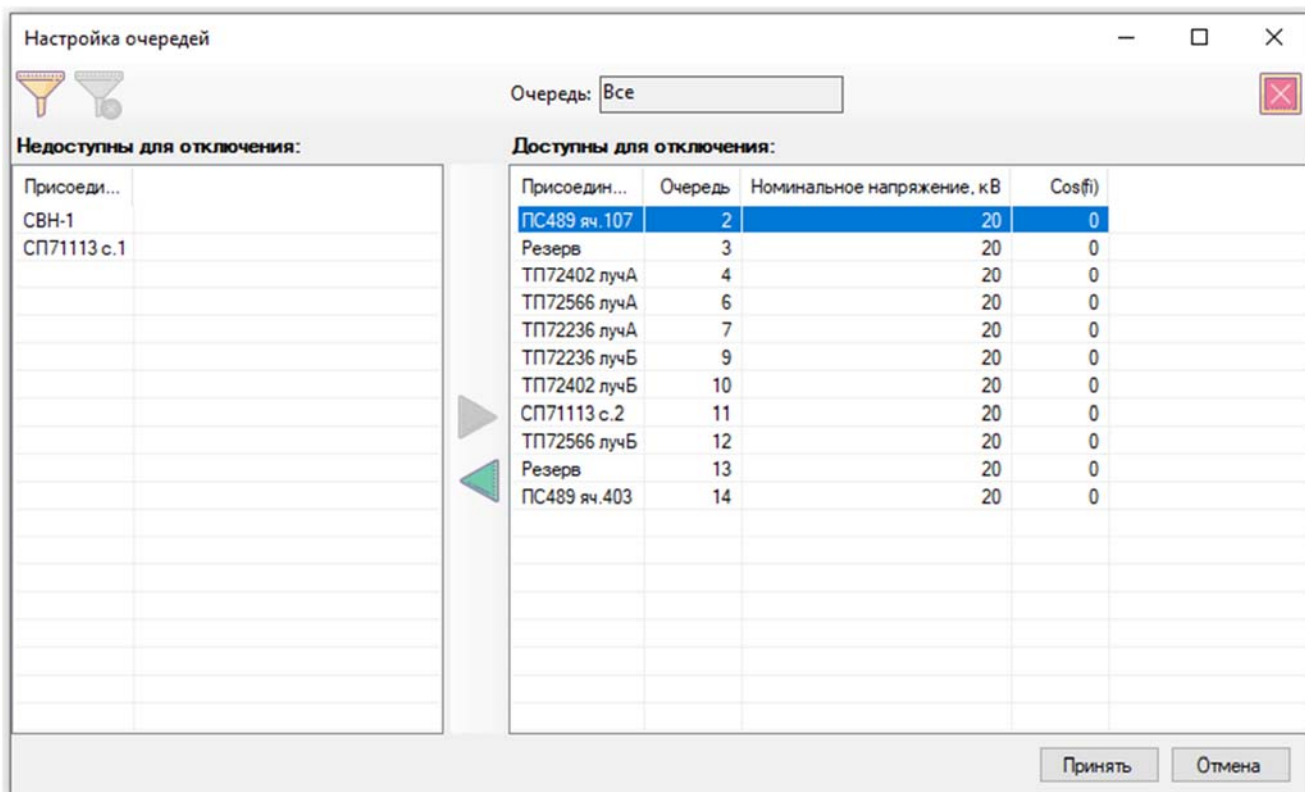 Настройка очередей
Очередь: Все
Недоступны для отключения:
Доступны для отключения:
Присоеди...
СВН-1
СП71113 с.1
Присоедин... Очередь Номинальное напряжение, кВ Cos(fi)
ПС489 яч.107 2 20 0
Резерв 3 20 0
ТП72402 лучА 4 20 0
ТП72566 лучА 6 20 0
ТП72236 лучА 7 20 0
ТП72236 лучБ 9 20 0
ТП72402 лучБ 10 20 0
СП71113 с.2 11 20 0
ТП72566 лучБ 12 20 0
Резерв 13 20 0
ПС489 яч.403 14 20 0
Принять Отмена